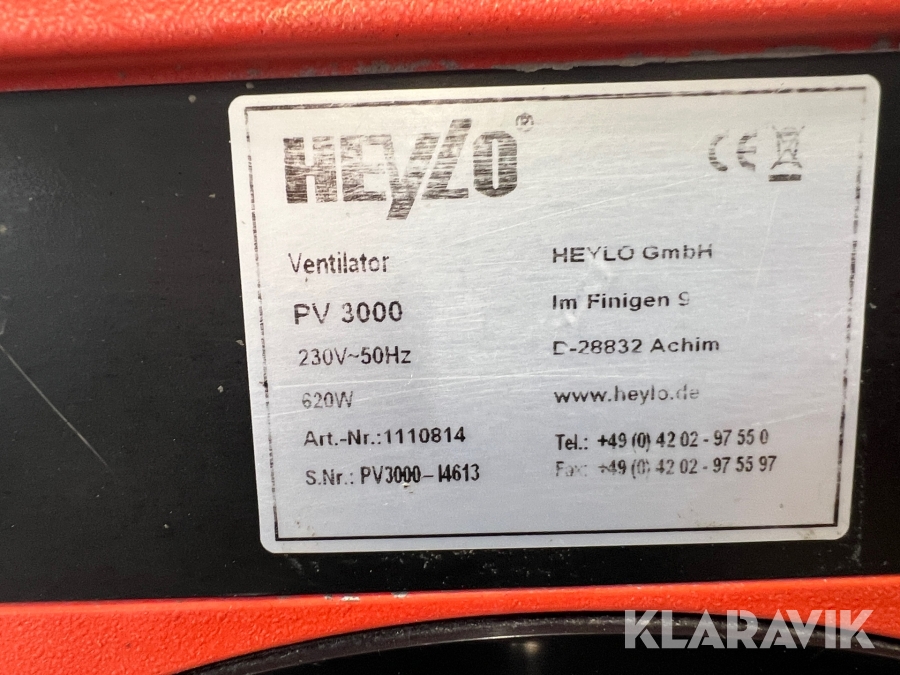 HEYLO®
CE
Ventilator
PV 3000
230V~50Hz
620W
Art.-Nr.:1110814
S.Nr.: PV3000-I4613
HEYLO GmbH
Im Finigen 9
D-28832 Achim
www.heylo.de
Tel.: +49 (0) 42 02 - 97 55 0
Fax: +49 (0) 42 02 - 97 55 97
KLARAVIK